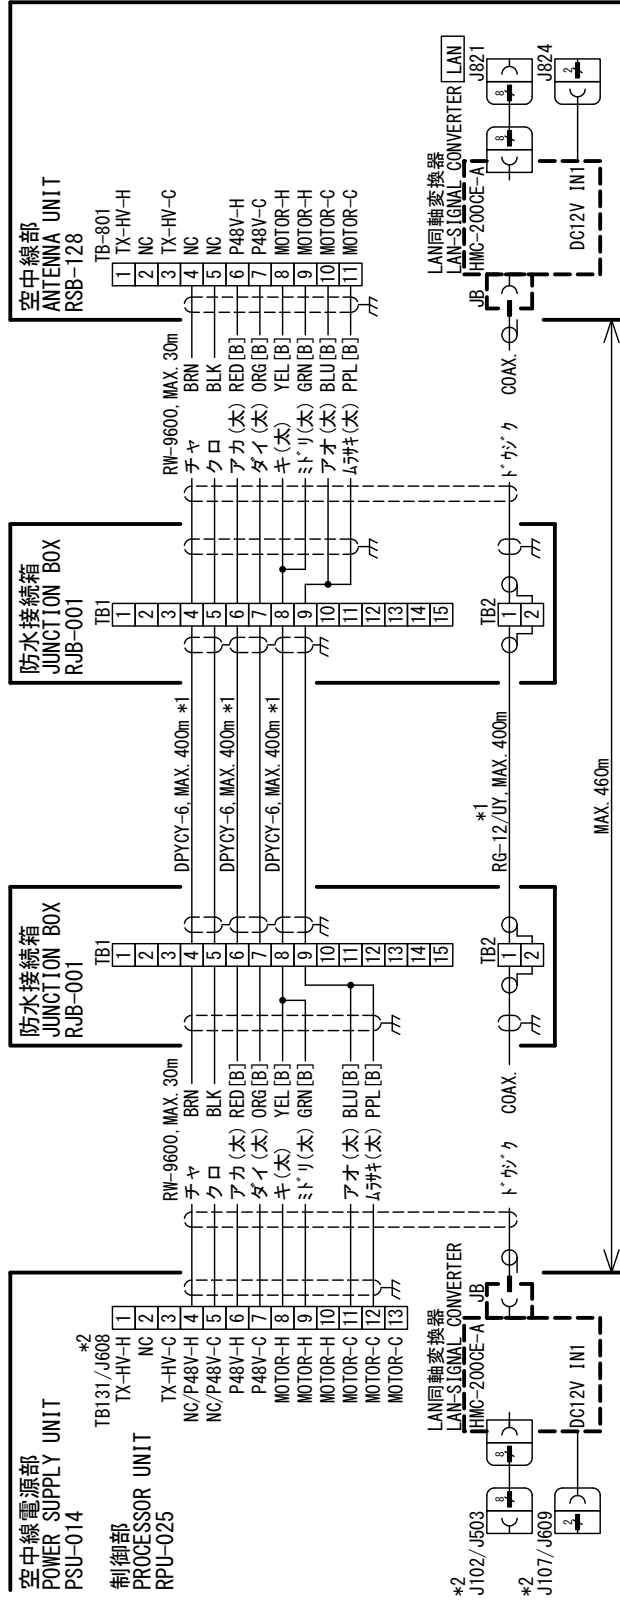 空中線電源部
POWER SUPPLY UNIT
PSU-014
制御部
PROCESSOR UNIT
RPU-025
*2
TB131/J608
TX-HV-H 1
NC 2
TX-HV-C 3
NC/P48V-H 4
NC/P48V-C 5
P48V-H 6
P48V-C 7
MOTOR-H 8
MOTOR-H 9
MOTOR-H 10
MOTOR-C 11
MOTOR-C 12
MOTOR-C 13
LAN同軸変換器
LAN-SIGNAL CONVERTER
HMC-200CE-A
JB
DC12V IN1
8
8
2
*2
J102/J503
*2
J107/J609
RW-9600, MAX. 30m
チャ BRN
クロ BLK
アカ(太) RED[B]
ダイ(太) ORG[B]
キ(太) YEL[B]
ミドリ(太) GRN[B]
アオ(太) BLU[B]
ムラサキ(太) PPL[B]
ドウジク COAX.
防水接続箱
JUNCTION BOX
RJB-001
TB1
1
2
3
4
5
6
7
8
9
10
11
12
13
14
15
TB2
1
2
DPYCY-6, MAX. 400m *1
DPYCY-6, MAX. 400m *1
DPYCY-6, MAX. 400m *1
*1
RG-12/UY, MAX. 400m
防水接続箱
JUNCTION BOX
RJB-001
TB1
1
2
3
4
5
6
7
8
9
10
11
12
13
14
15
TB2
1
2
RW-9600, MAX. 30m
チャ BRN
クロ BLK
アカ(太) RED[B]
ダイ(太) ORG[B]
キ(太) YEL[B]
ミドリ(太) GRN[B]
アオ(太) BLU[B]
ムラサキ(太) PPL[B]
ドウジク COAX.
空中線部
ANTENNA UNIT
RSB-128
TB-801
1 TX-HV-H
2 NC
3 TX-HV-C
4 NC
5 NC
6 P48V-H
7 P48V-C
8 MOTOR-H
9 MOTOR-H
10 MOTOR-C
11 MOTOR-C
LAN同軸変換器
LAN-SIGNAL CONVERTER LAN
HMC-200CE-A
J821
JB
8
8
DC12V IN1
J824
2
MAX. 460m